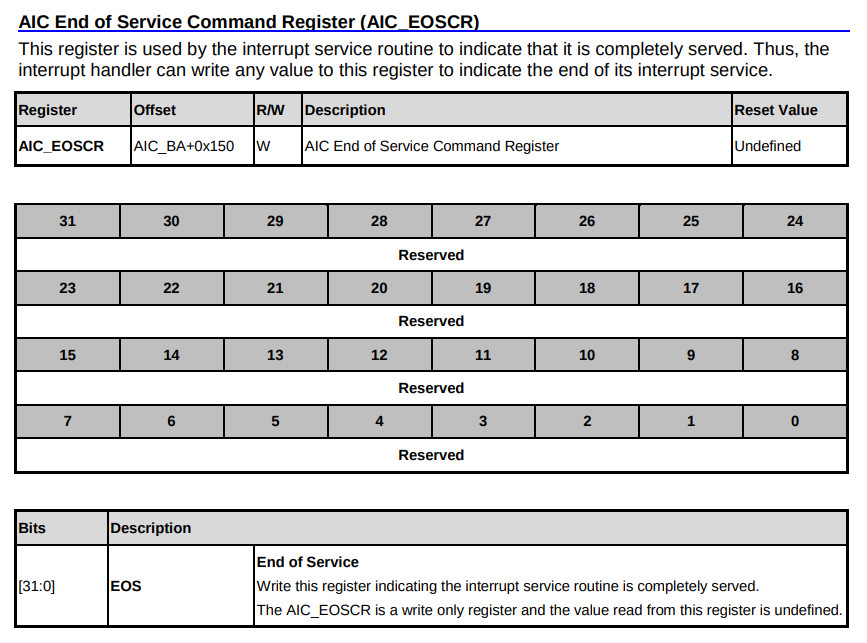 AIC End of Service Command Register (AIC_EOSCR)
This register is used by the interrupt service routine to indicate that it is completely served. Thus, the
interrupt handler can write any value to this register to indicate the end of its interrupt service.
Register Offset R/W Description Reset Value
AIC_EOSCR AIC_BA+0x150 W AIC End of Service Command Register Undefined
31 30 29 28 27 26 25 24
Reserved
23 22 21 20 19 18 17 16
Reserved
15 14 13 12 11 10 9 8
Reserved
7 6 5 4 3 2 1 0
Reserved
Bits Description
[31:0] EOS End of Service
Write this register indicating the interrupt service routine is completely served.
The AIC_EOSCR is a write only register and the value read from this register is undefined.